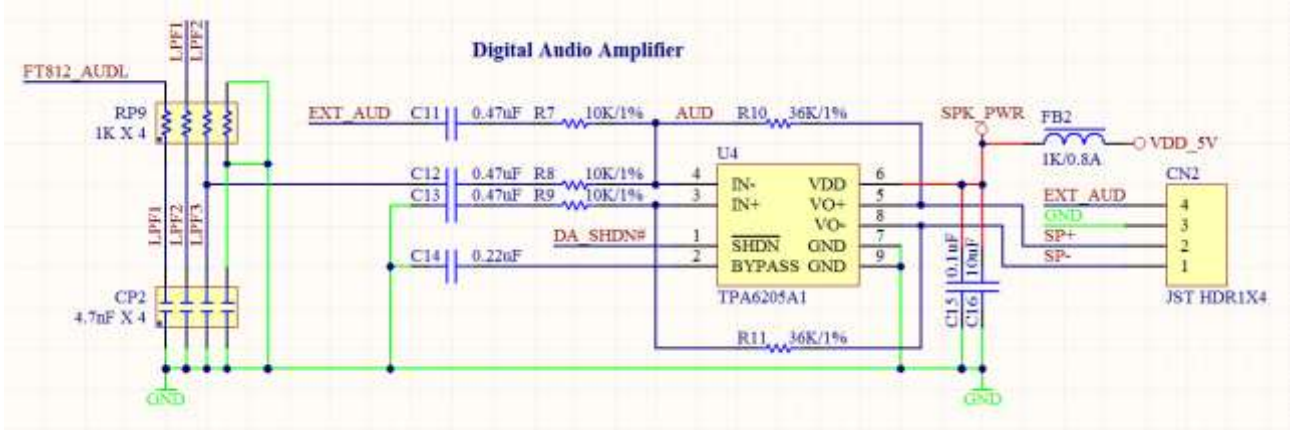 Digital Audio Amplifier
LPF1
LPF2
FT812_AUDL
RP9
1K X 4
EXT_AUD C11 0.47uF R7 10K/1% AUD R10 36K/1%
SPK_PWR
FB2
1K/0.8A
VDD_5V
U4
C12 0.47uF R8 10K/1%
C13 0.47uF R9 10K/1%
4 IN- VDD 6
3 IN+ VO+ 5
VO- 8
DA_SHDN# 1 SHDN GND 7
C14 0.22uF 2 BYPASS GND 9
TPA6205A1
CN2
EXT_AUD 4
GND 3
SP+ 2
SP- 1
JST HDR1X4
LPF1
LPF2
LPF3
CP2
4.7nF X 4
C15 0.1uF
C16 10uF
R11 36K/1%
GND
GND